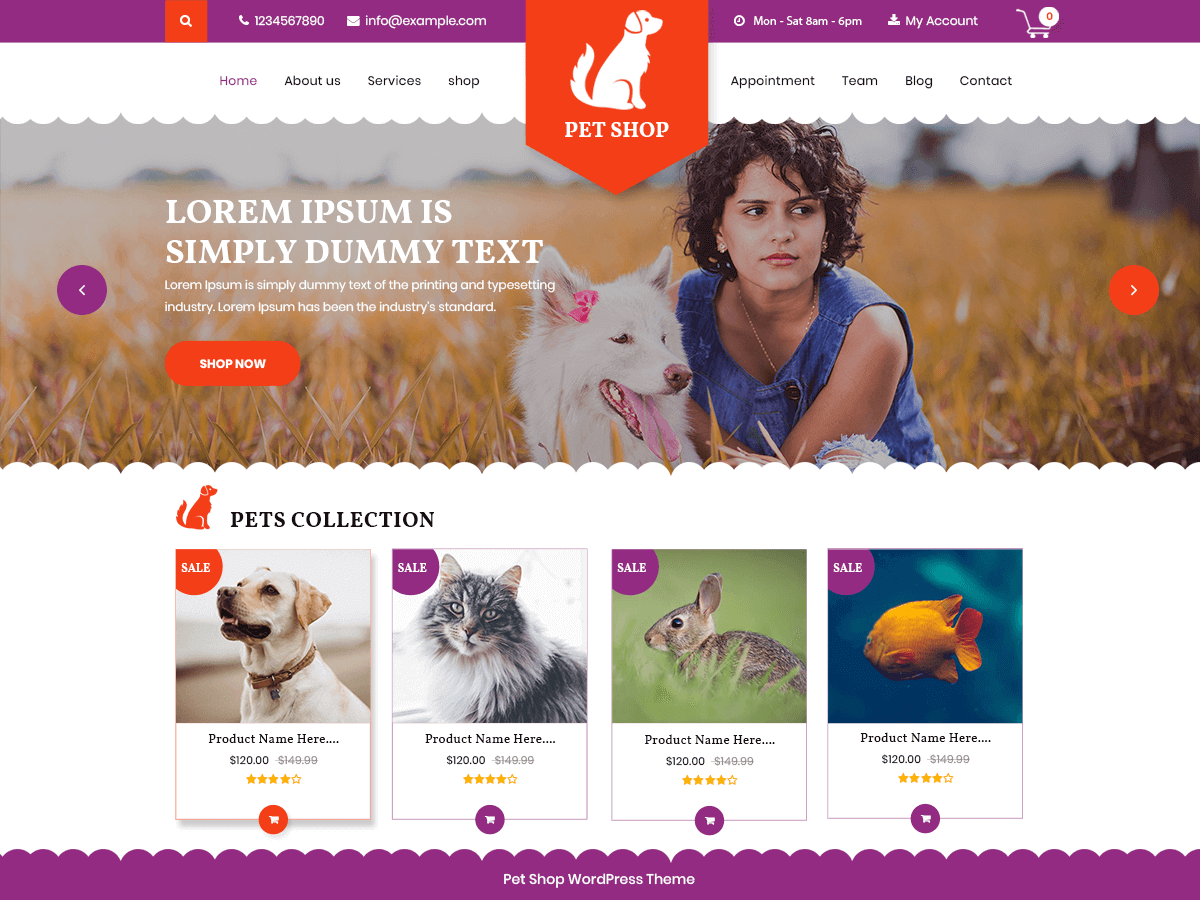 1234567890 info@example.com Mon - Sat 8am - 6pm My Account 0
Home About us Services shop Appointment Team Blog Contact
PET SHOP
LOREM IPSUM IS
SIMPLY DUMMY TEXT
Lorem Ipsum is simply dummy text of the printing and typesetting
industry. Lorem Ipsum has been the industry's standard.
SHOP NOW
PETS COLLECTION
SALE SALE SALE SALE
Product Name Here.... Product Name Here.... Product Name Here.... Product Name Here....
$120.00 $149.99 $120.00 $149.99 $120.00 $149.99 $120.00 $149.99
Pet Shop WordPress Theme